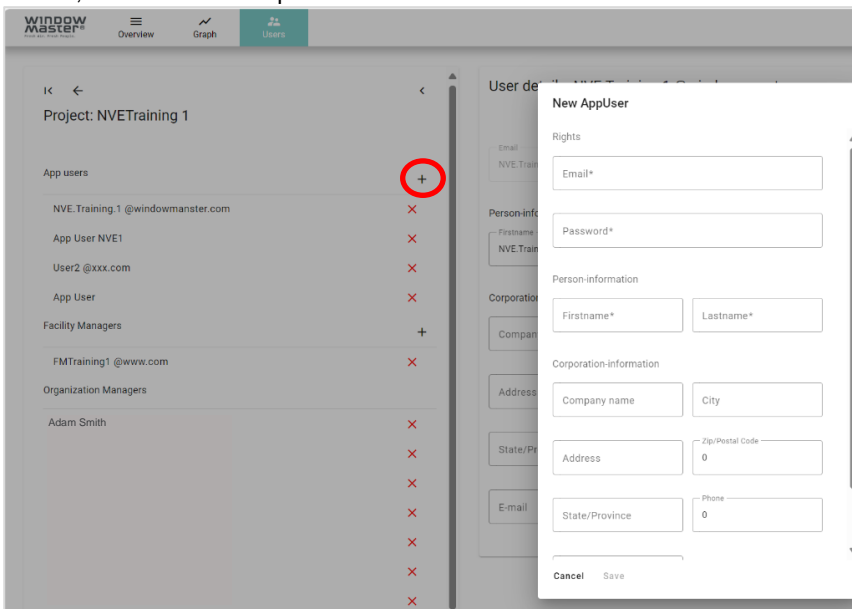 WINDOW
Master®
Overview
Graph
Users
Project: NVETraining 1
App users
NVE.Training.1 @windowmanster.com
App User NVE1
User2 @xxx.com
App User
Facility Managers
FMTraining1 @www.com
Organization Managers
Adam Smith
User de
Email
NVE.Train
Person-info
Firstname
NVE.Train
Corporation
Compan
Address
State/Pr
E-mail
New AppUser
Rights
Email*
Password*
Person-information
Firstname*
Lastname*
Corporation-information
Company name
City
Address
Zip/Postal Code
0
State/Province
Phone
0
Cancel
Save